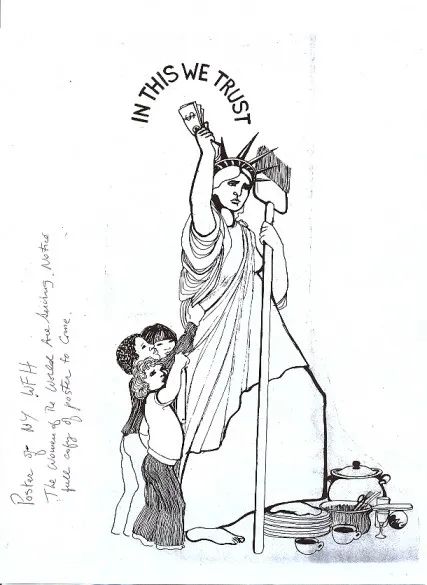 IN THIS WE TRUST
Poster of NY WFH
The Women of The World Are Serving Notice
full copy of poster to come.